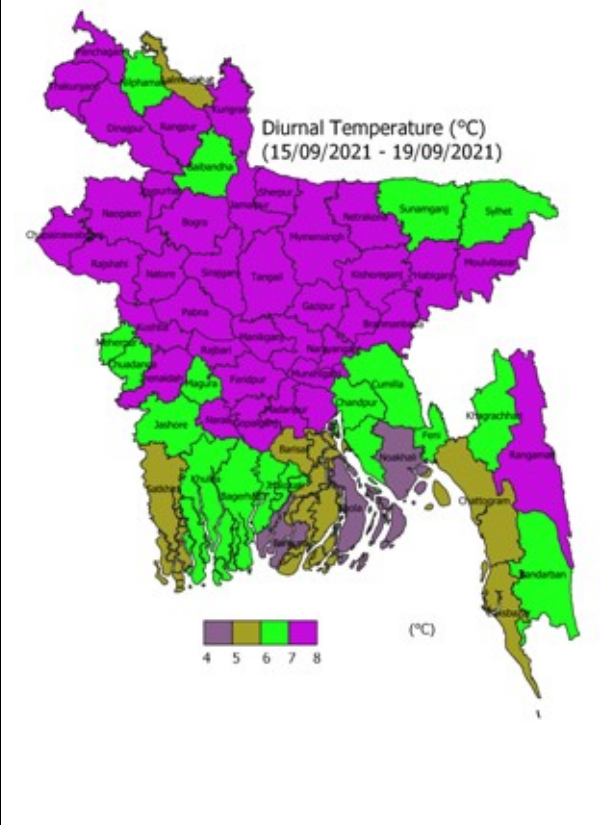 Panchagarh
Thakurgaon
Nilphamari
Lalmonirhat
Kurigram
Dinajpur
Rangpur
Diurnal Temperature (°C)
(15/09/2021 - 19/09/2021)
Gaibandha
Joypurhat
Sherpur
Jamalpur
Naogaon
Bogra
Netrakona
Sunamganj
Sylhet
Mymensingh
Chapainawabganj
Rajshahi
Natore
Sirajganj
Tangail
Kishoreganj
Habiganj
Moulvibazar
Pabna
Gazipur
Kushtia
Brahmanbaria
Meherpur
Manikganj
Rajbari
Narayanganj
Chuadanga
Jhenaidah
Magura
Faridpur
Munshiganj
Cumilla
Madaripur
Chandpur
Jashore
Narail
Gopalganj
Khagrachhari
Feni
Barisal
Noakhali
Rangamati
Satkhira
Khulna
Bagerhat
Jhalokati
Chattogram
Bhola
Barguna
Bandarban
Coxsbazar
(°C)
4 5 6 7 8